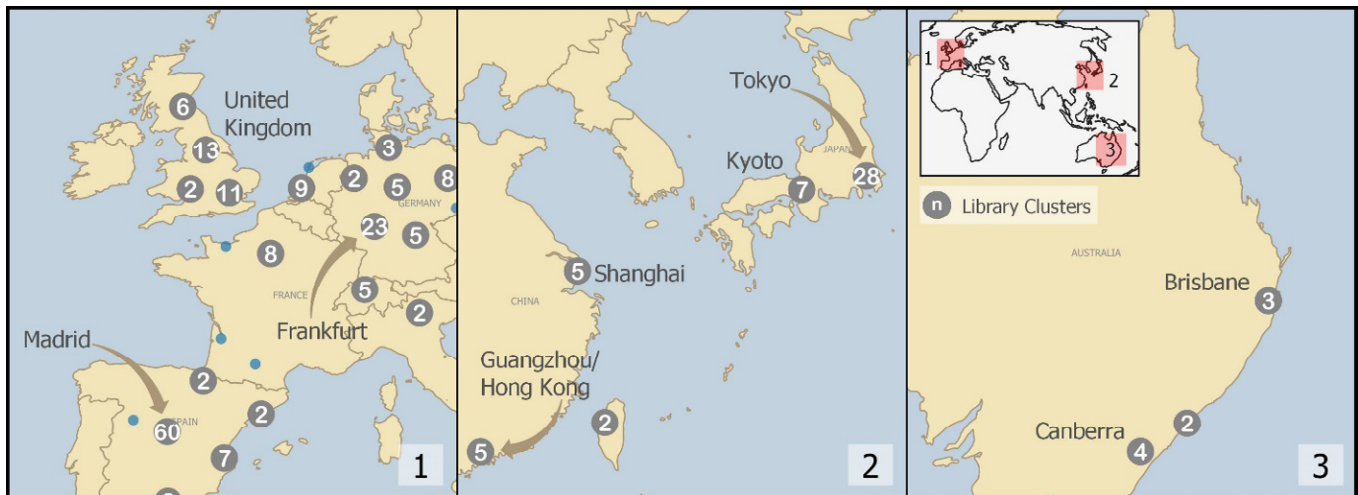 6
United
Kingdom
13
2
11
3
9
2
5
8
GERMANY
23
5
8
FRANCE
5
2
Frankfurt
Madrid
2
2
60
7
1
Tokyo
Kyoto
JAPAN
7
28
5
Shanghai
CHINA
Guangzhou/
Hong Kong
2
5
2
1
2
3
n Library Clusters
AUSTRALIA
Brisbane
3
2
Canberra
4
3